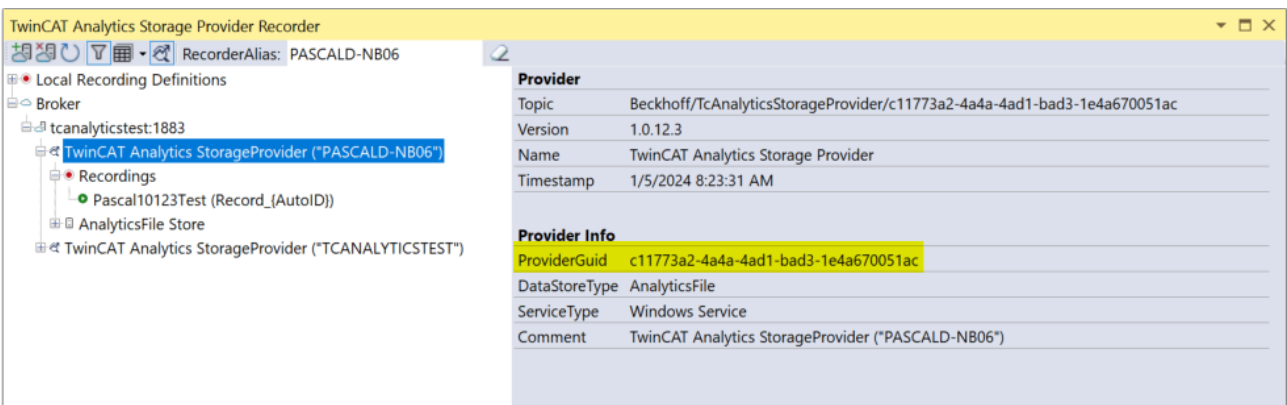 TwinCAT Analytics Storage Provider Recorder
RecorderAlias: PASCALD-NB06
Local Recording Definitions
Broker
tcanalyticstest:1883
TwinCAT Analytics StorageProvider ("PASCALD-NB06")
Recordings
Pascal10123Test (Record_{AutoID})
AnalyticsFile Store
TwinCAT Analytics StorageProvider ("TCANALYTICSTEST")
Provider
Topic Beckhoff/TcAnalyticsStorageProvider/c11773a2-4a4a-4ad1-bad3-1e4a670051ac
Version 1.0.12.3
Name TwinCAT Analytics Storage Provider
Timestamp 1/5/2024 8:23:31 AM
Provider Info
ProviderGuid c11773a2-4a4a-4ad1-bad3-1e4a670051ac
DataStoreType AnalyticsFile
ServiceType Windows Service
Comment TwinCAT Analytics StorageProvider ("PASCALD-NB06")